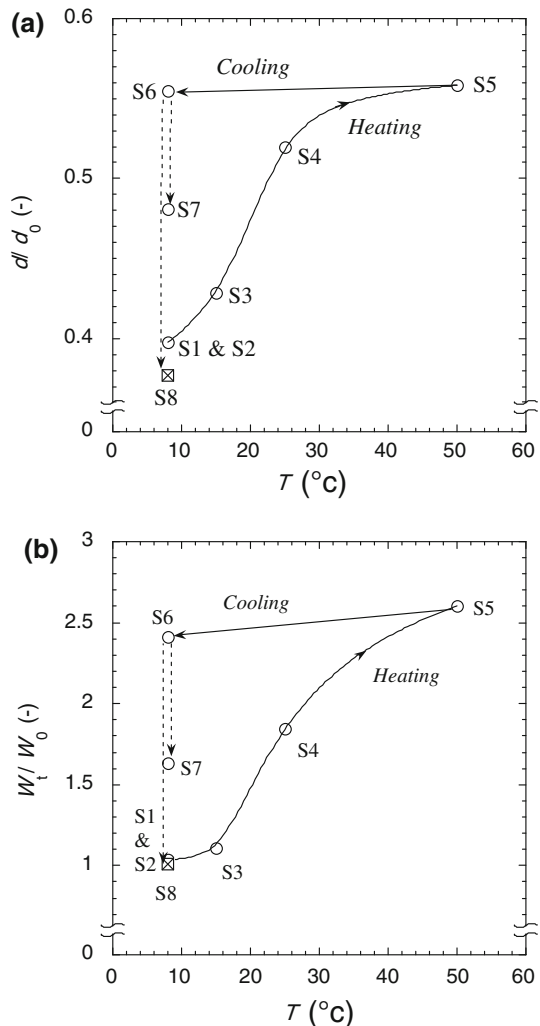 (a)
0.6
0.5
0.4
0
d/d0 (-)
Cooling
Heating
S6
S5
S4
S7
S3
S1 & S2
S8
0 10 20 30 40 50 60
T (°c)
(b)
3
2.5
2
1.5
1
0
Wt/W0 (-)
S6
Cooling
S5
Heating
S4
S7
S1
&
S2
S3
S8
0 10 20 30 40 50 60
T (°c)